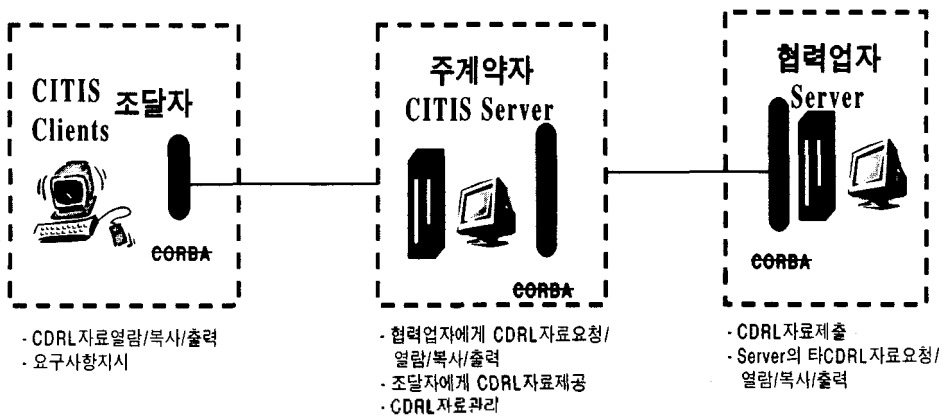 CITIS
Clients
조달자
CORBA
- CDRL자료열람/복사/출력
- 요구사항지시
주계약자
CITIS Server
CORBA
- 협력업자에게 CDRL자료요청/
열람/복사/출력
- 조달자에게 CDRL자료제공
- CDRL자료관리
협력업자
Server
CORBA
- CDRL자료제출
- Server의 타CDRL자료요청/
열람/복사/출력